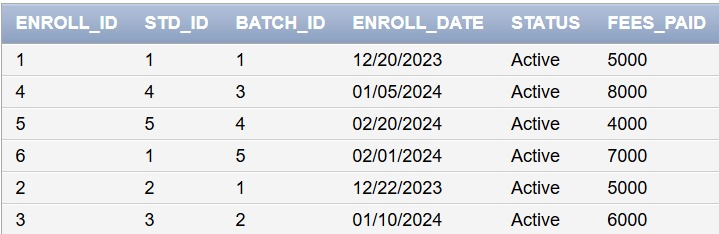 ENROLL_ID STD_ID BATCH_ID ENROLL_DATE STATUS FEES_PAID
1 1 1 12/20/2023 Active 5000
4 4 3 01/05/2024 Active 8000
5 5 4 02/20/2024 Active 4000
6 1 5 02/01/2024 Active 7000
2 2 1 12/22/2023 Active 5000
3 3 2 01/10/2024 Active 6000